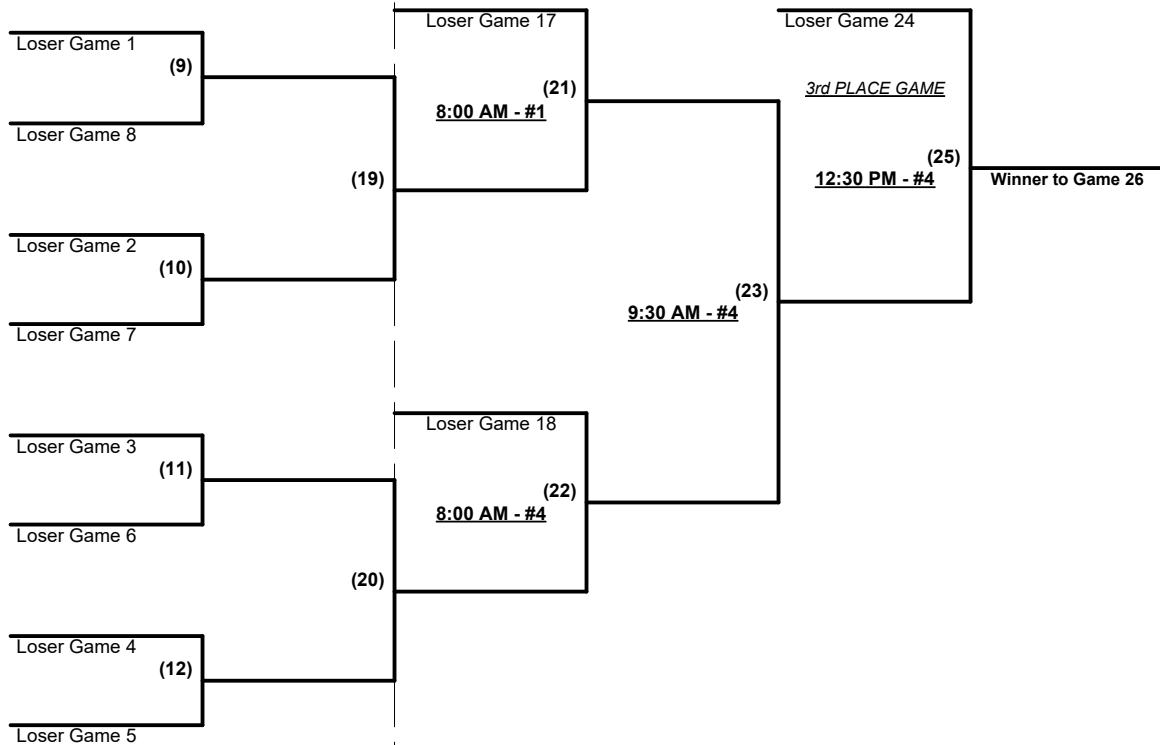 Loser Game 17
Loser Game 24
Loser Game 1
(9)
3rd PLACE GAME
(21)
8:00 AM - #1
Loser Game 8
(25)
12:30 PM - #4
Winner to Game 26
(19)
Loser Game 2
(10)
(23)
9:30 AM - #4
Loser Game 7
Loser Game 18
Loser Game 3
(11)
(22)
8:00 AM - #4
Loser Game 6
(20)
Loser Game 4
(12)
Loser Game 5